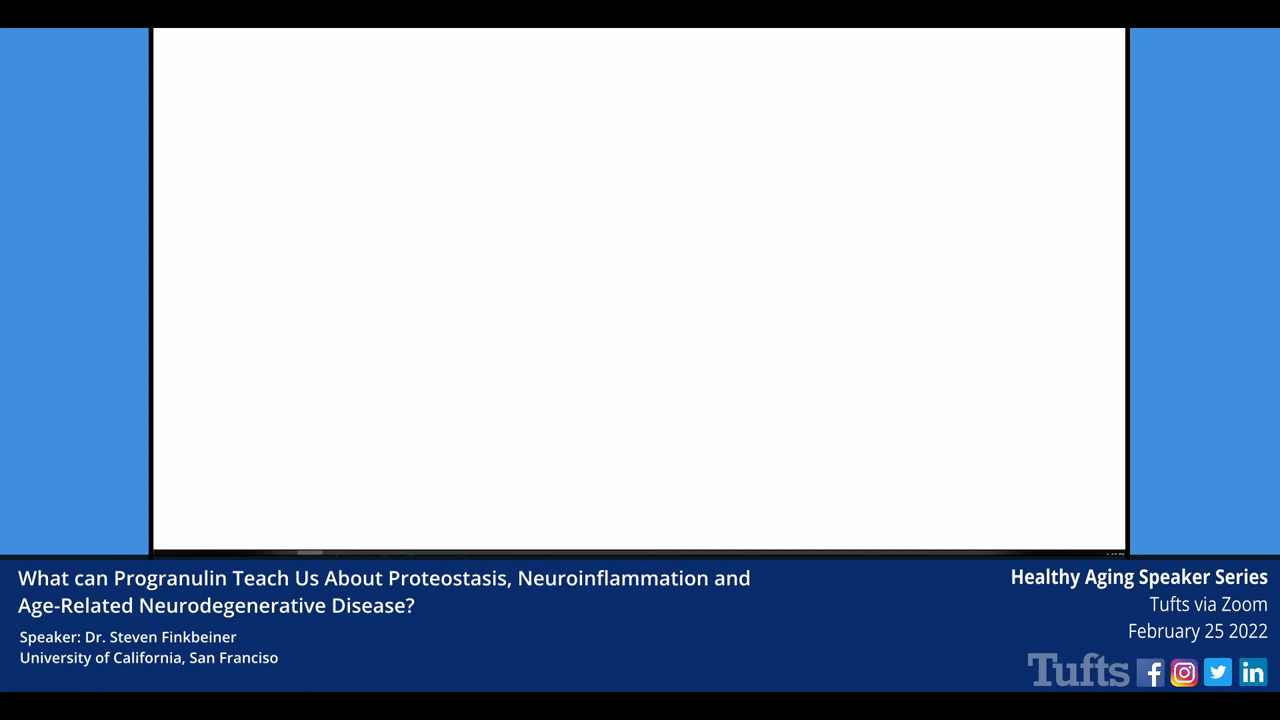 What can Progranulin Teach Us About Proteostasis, Neuroinflammation and
Age-Related Neurodegenerative Disease?
Speaker: Dr. Steven Finkbeiner
University of California, San Franciso
Healthy Aging Speaker Series
Tufts via Zoom
February 25 2022
Tufts